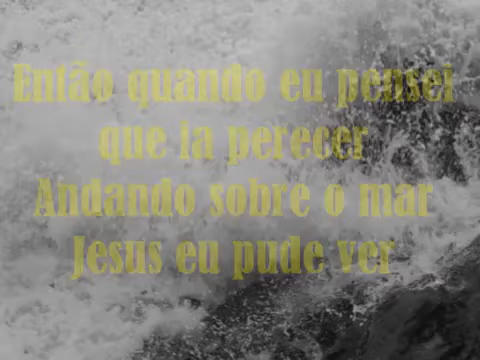 Então quando eu pensei
que ia perecer
Andando sobre o mar
Jesus eu pude ver